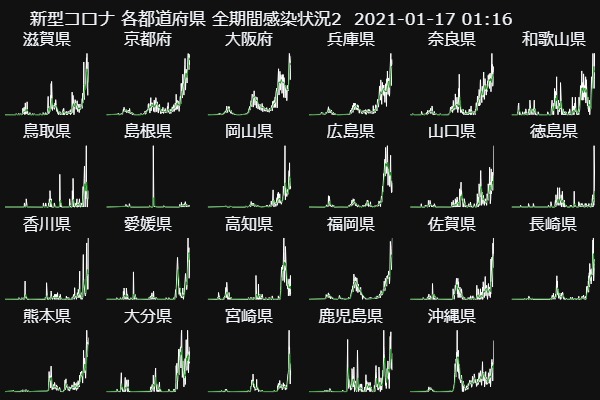 新型コロナ 各都道府県 全期間感染状況2 2021-01-17 01:16
滋賀県 京都府 大阪府 兵庫県 奈良県 和歌山県
鳥取県 島根県 岡山県 広島県 山口県 徳島県
香川県 愛媛県 高知県 福岡県 佐賀県 長崎県
熊本県 大分県 宮崎県 鹿児島県 沖縄県